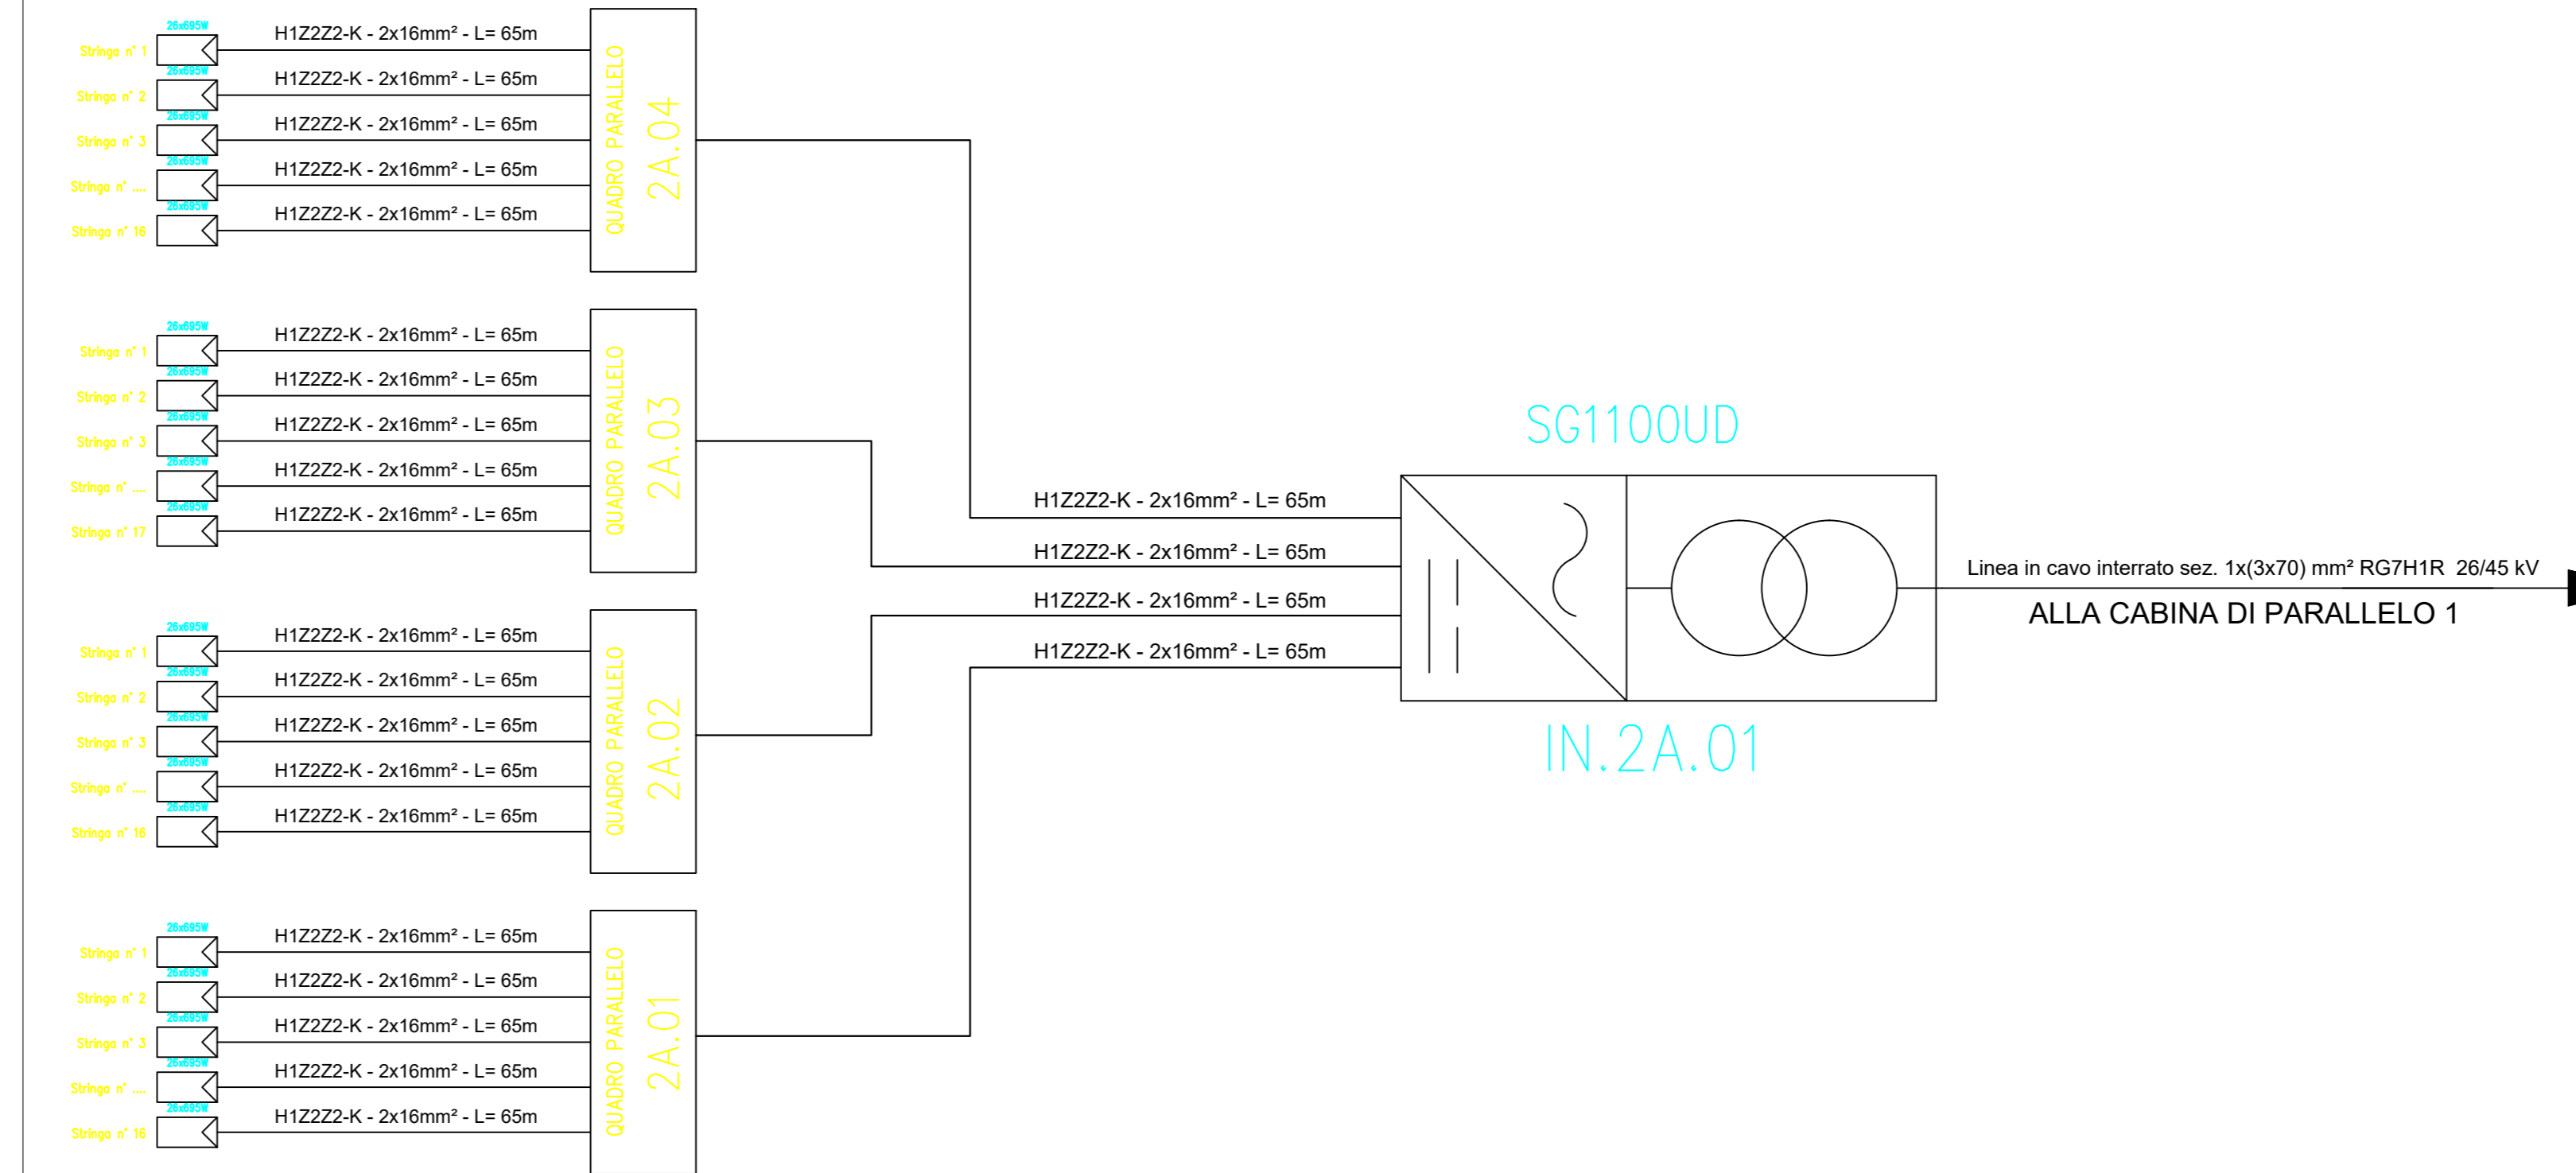 26x695W
Stringa n° 1
H1Z2Z2-K - 2x16mm² - L= 65m
26x695W
Stringa n° 2
H1Z2Z2-K - 2x16mm² - L= 65m
26x695W
Stringa n° 3
H1Z2Z2-K - 2x16mm² - L= 65m
26x695W
Stringa n° ....
H1Z2Z2-K - 2x16mm² - L= 65m
26x695W
Stringa n° 16
H1Z2Z2-K - 2x16mm² - L= 65m
QUADRO PARALLELO
2A.04
26x695W
Stringa n° 1
H1Z2Z2-K - 2x16mm² - L= 65m
26x695W
Stringa n° 2
H1Z2Z2-K - 2x16mm² - L= 65m
26x695W
Stringa n° 3
H1Z2Z2-K - 2x16mm² - L= 65m
26x695W
Stringa n° ....
H1Z2Z2-K - 2x16mm² - L= 65m
26x695W
Stringa n° 17
H1Z2Z2-K - 2x16mm² - L= 65m
QUADRO PARALLELO
2A.03
26x695W
Stringa n° 1
H1Z2Z2-K - 2x16mm² - L= 65m
26x695W
Stringa n° 2
H1Z2Z2-K - 2x16mm² - L= 65m
26x695W
Stringa n° 3
H1Z2Z2-K - 2x16mm² - L= 65m
26x695W
Stringa n° ....
H1Z2Z2-K - 2x16mm² - L= 65m
26x695W
Stringa n° 16
H1Z2Z2-K - 2x16mm² - L= 65m
QUADRO PARALLELO
2A.02
26x695W
Stringa n° 1
H1Z2Z2-K - 2x16mm² - L= 65m
26x695W
Stringa n° 2
H1Z2Z2-K - 2x16mm² - L= 65m
26x695W
Stringa n° 3
H1Z2Z2-K - 2x16mm² - L= 65m
26x695W
Stringa n° ....
H1Z2Z2-K - 2x16mm² - L= 65m
26x695W
Stringa n° 16
H1Z2Z2-K - 2x16mm² - L= 65m
QUADRO PARALLELO
2A.01
H1Z2Z2-K - 2x16mm² - L= 65m
H1Z2Z2-K - 2x16mm² - L= 65m
H1Z2Z2-K - 2x16mm² - L= 65m
H1Z2Z2-K - 2x16mm² - L= 65m
SG1100UD
IN.2A.01
Linea in cavo interrato sez. 1x(3x70) mm² RG7H1R 26/45 kV
ALLA CABINA DI PARALLELO 1